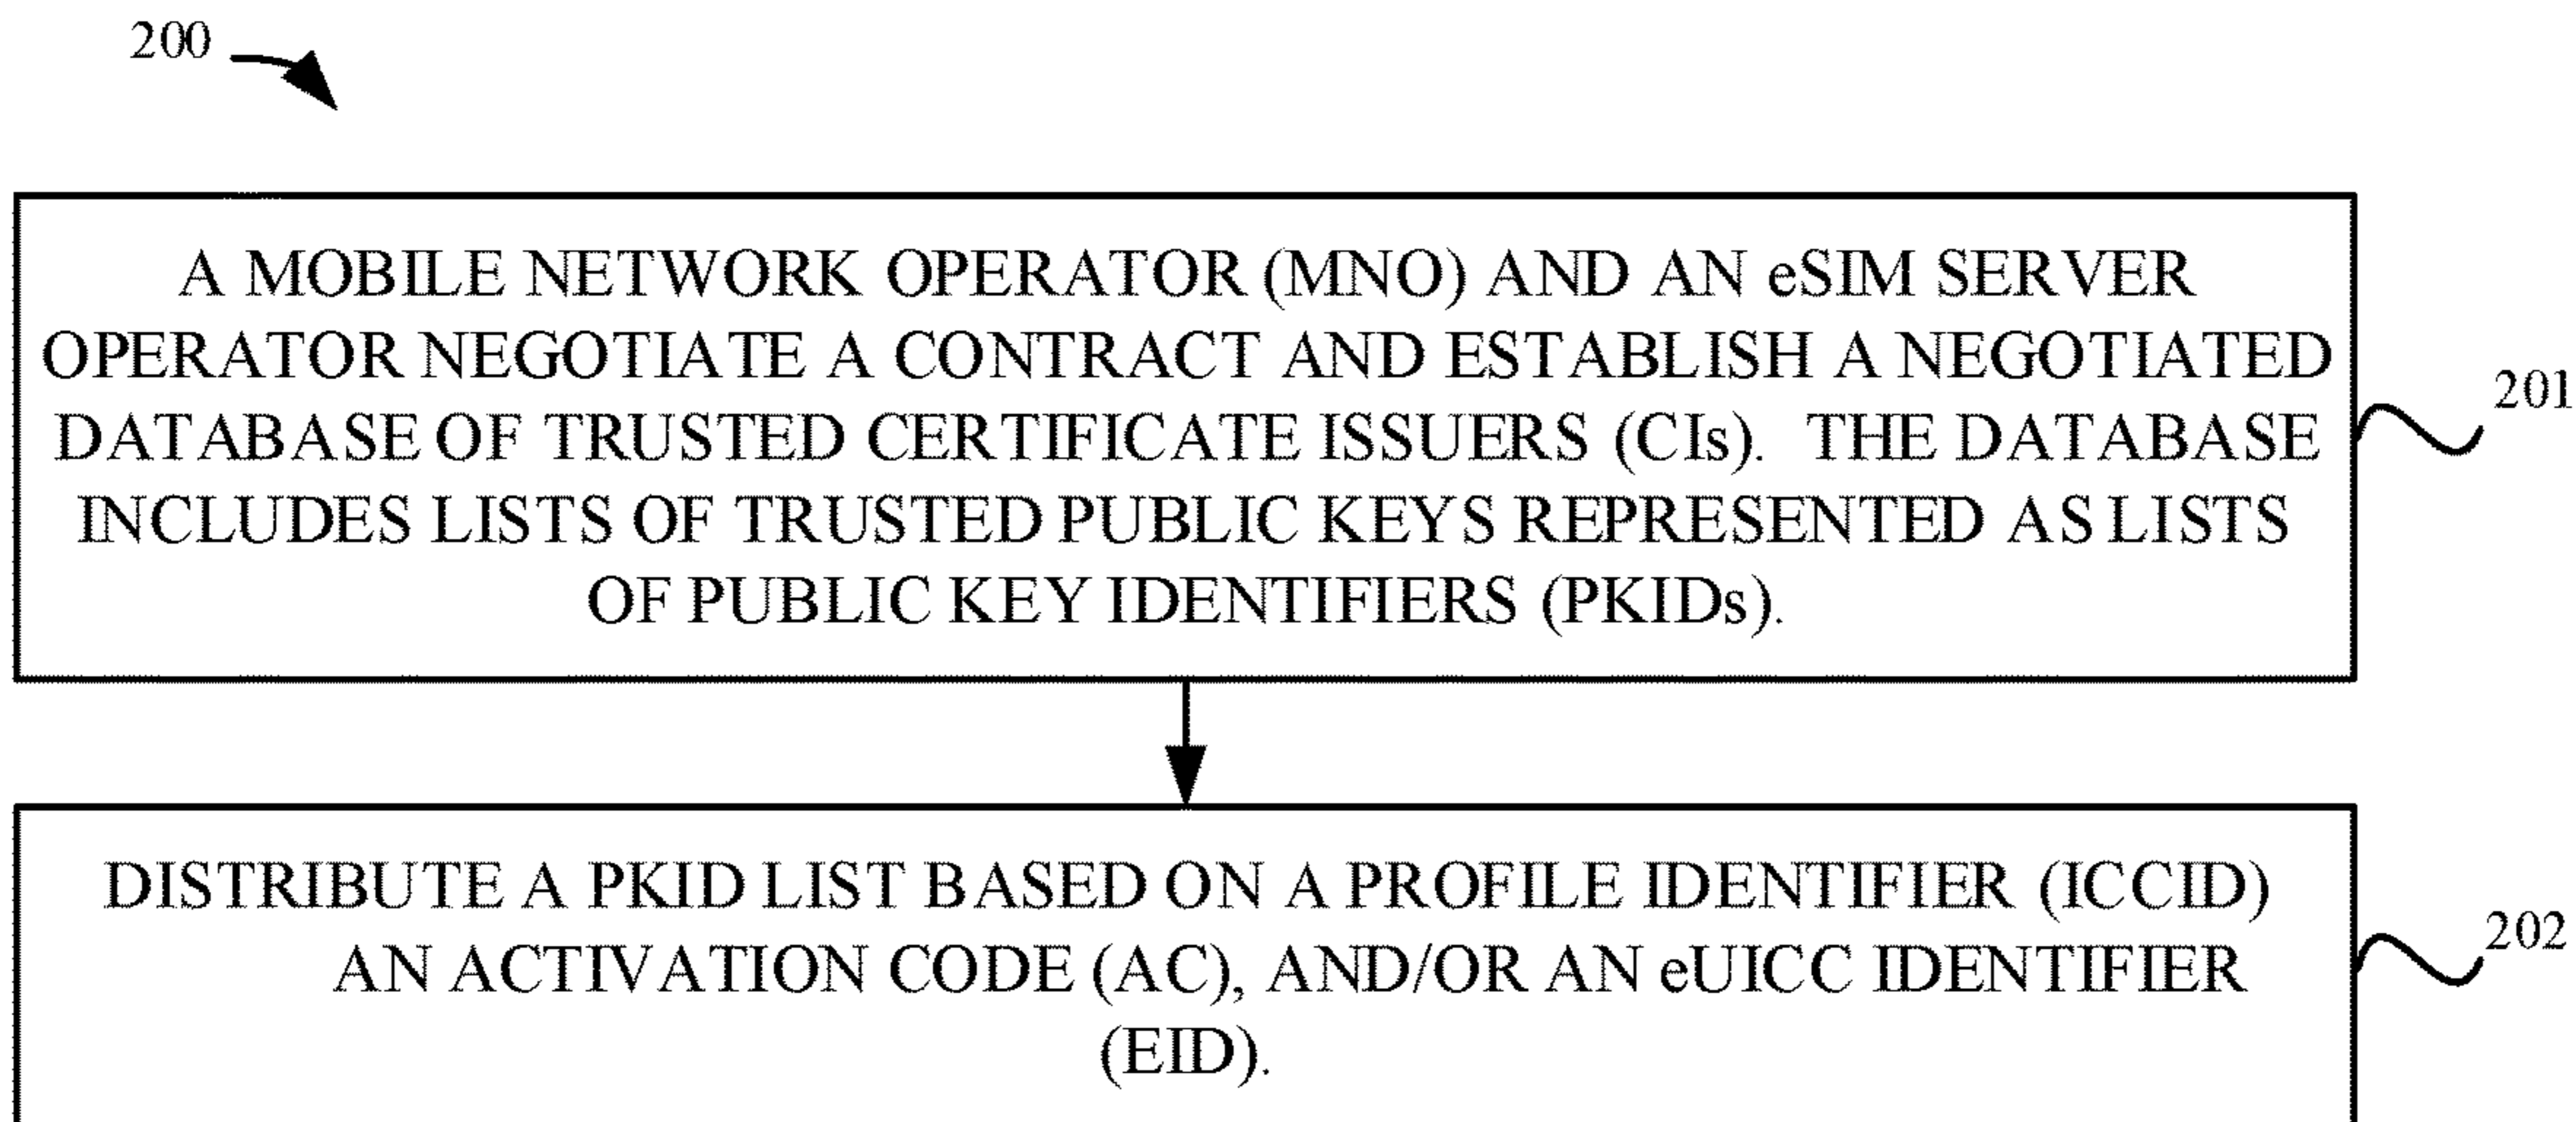 200
A MOBILE NETWORK OPERATOR (MNO) AND AN eSIM SERVER
OPERATOR NEGOTIATE A CONTRACT AND ESTABLISH A NEGOTIATED
DATABASE OF TRUSTED CERTIFICATE ISSUERS (CIs). THE DATABASE
INCLUDES LISTS OF TRUSTED PUBLIC KEYS REPRESENTED AS LISTS
OF PUBLIC KEY IDENTIFIERS (PKIDs).
201
DISTRIBUTE A PKID LIST BASED ON A PROFILE IDENTIFIER (ICCID)
AN ACTIVATION CODE (AC), AND/OR AN eUICC IDENTIFIER
(EID).
202